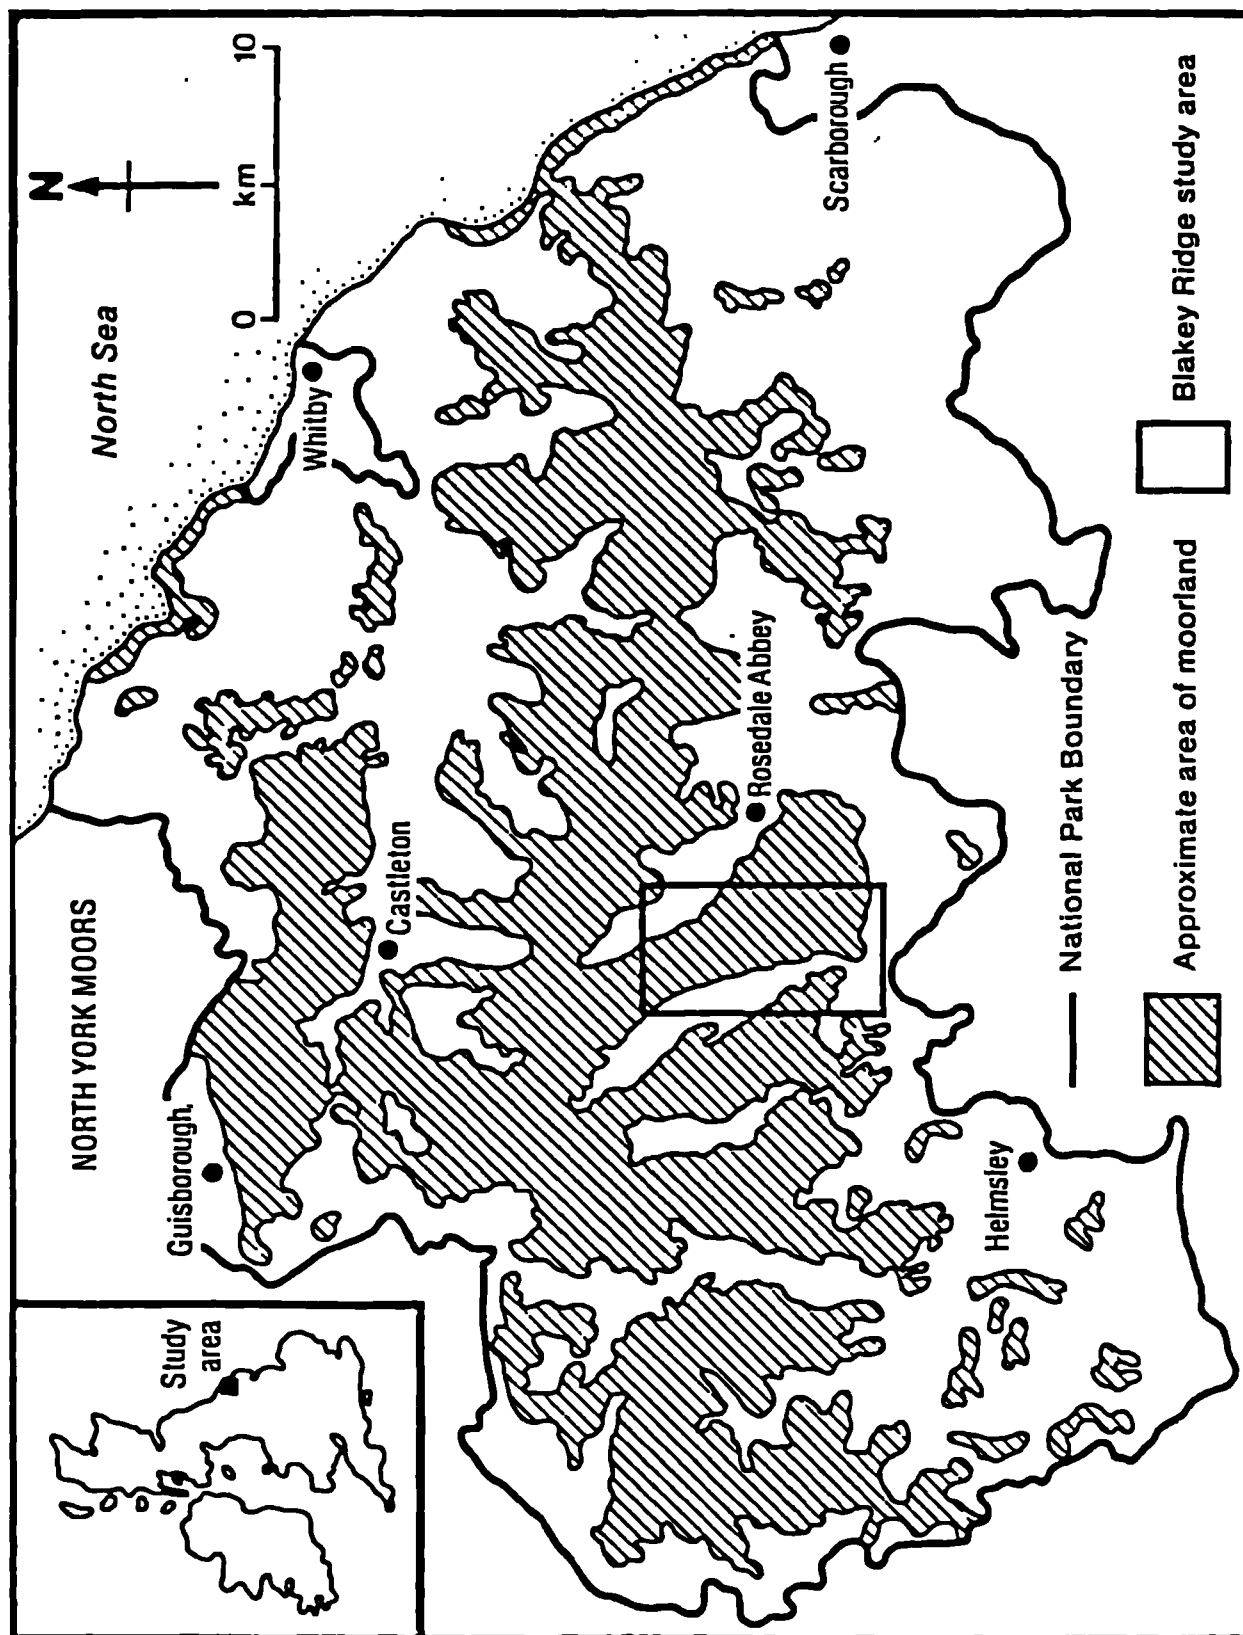 NORTH YORK MOORS
North Sea
N
0 km 10
Study
area
Guisborough
Castleton
Whitby
Rosedale Abbey
Scarborough
Helmsley
National Park Boundary
Approximate area of moorland
Blakey Ridge study area